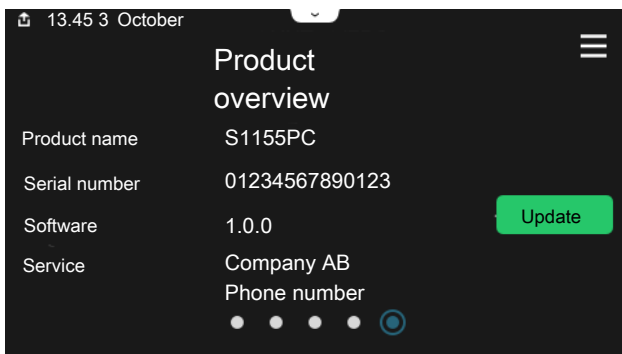 13.45 3 October
Product
overview
Product name S1155PC
Serial number 01234567890123
Software 1.0.0 Update
Service Company AB
Phone number